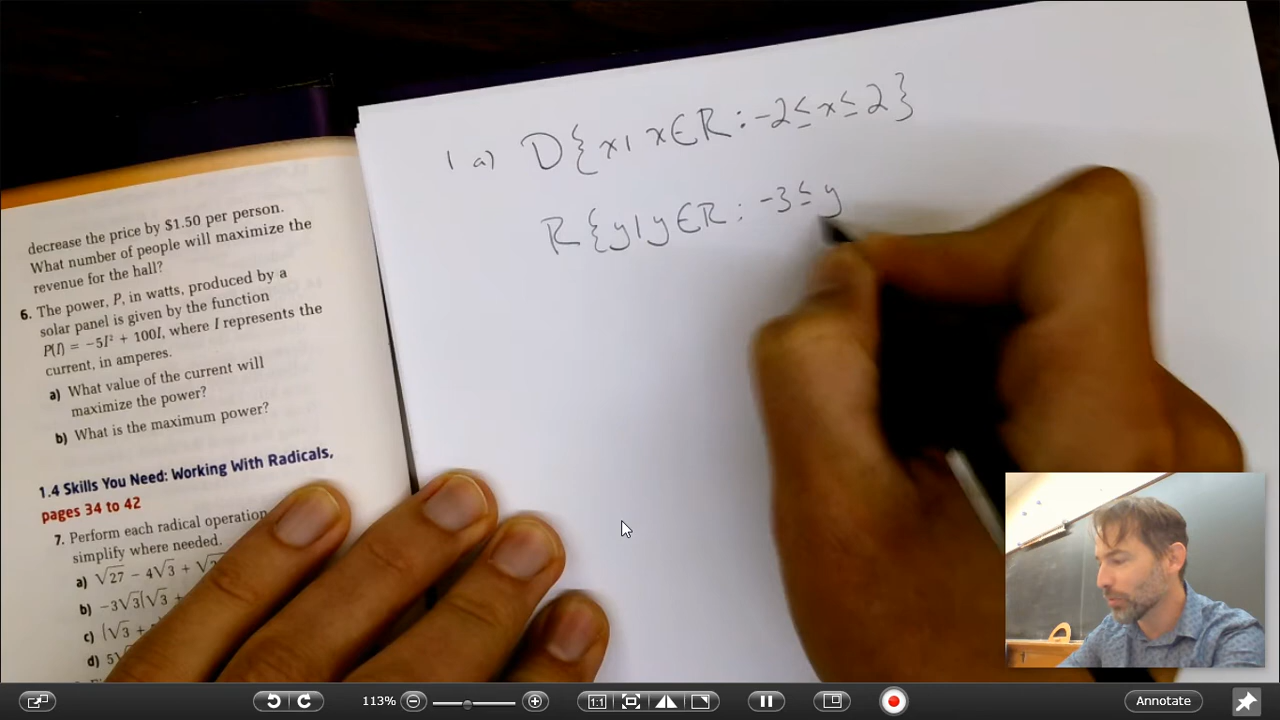 decrease the price by $1.50 per person.
What number of people will maximize the
revenue for the hall?
6. The power, P, in watts, produced by a
solar panel is given by the function
P(I) = −5I² + 100I, where I represents the
current, in amperes.
a) What value of the current will
maximize the power?
b) What is the maximum power?
1.4 Skills You Need: Working With Radicals,
pages 34 to 42
7. Perform each radical operation
simplify where needed.
a) √27 − 4√3 + √
b) −3√3(√3 +
c) (√3 +
d) 5√
1 a) D{x| x∈R : -2≤x≤2}
R{y|y∈R : -3≤ y
113%
1:1
Annotate